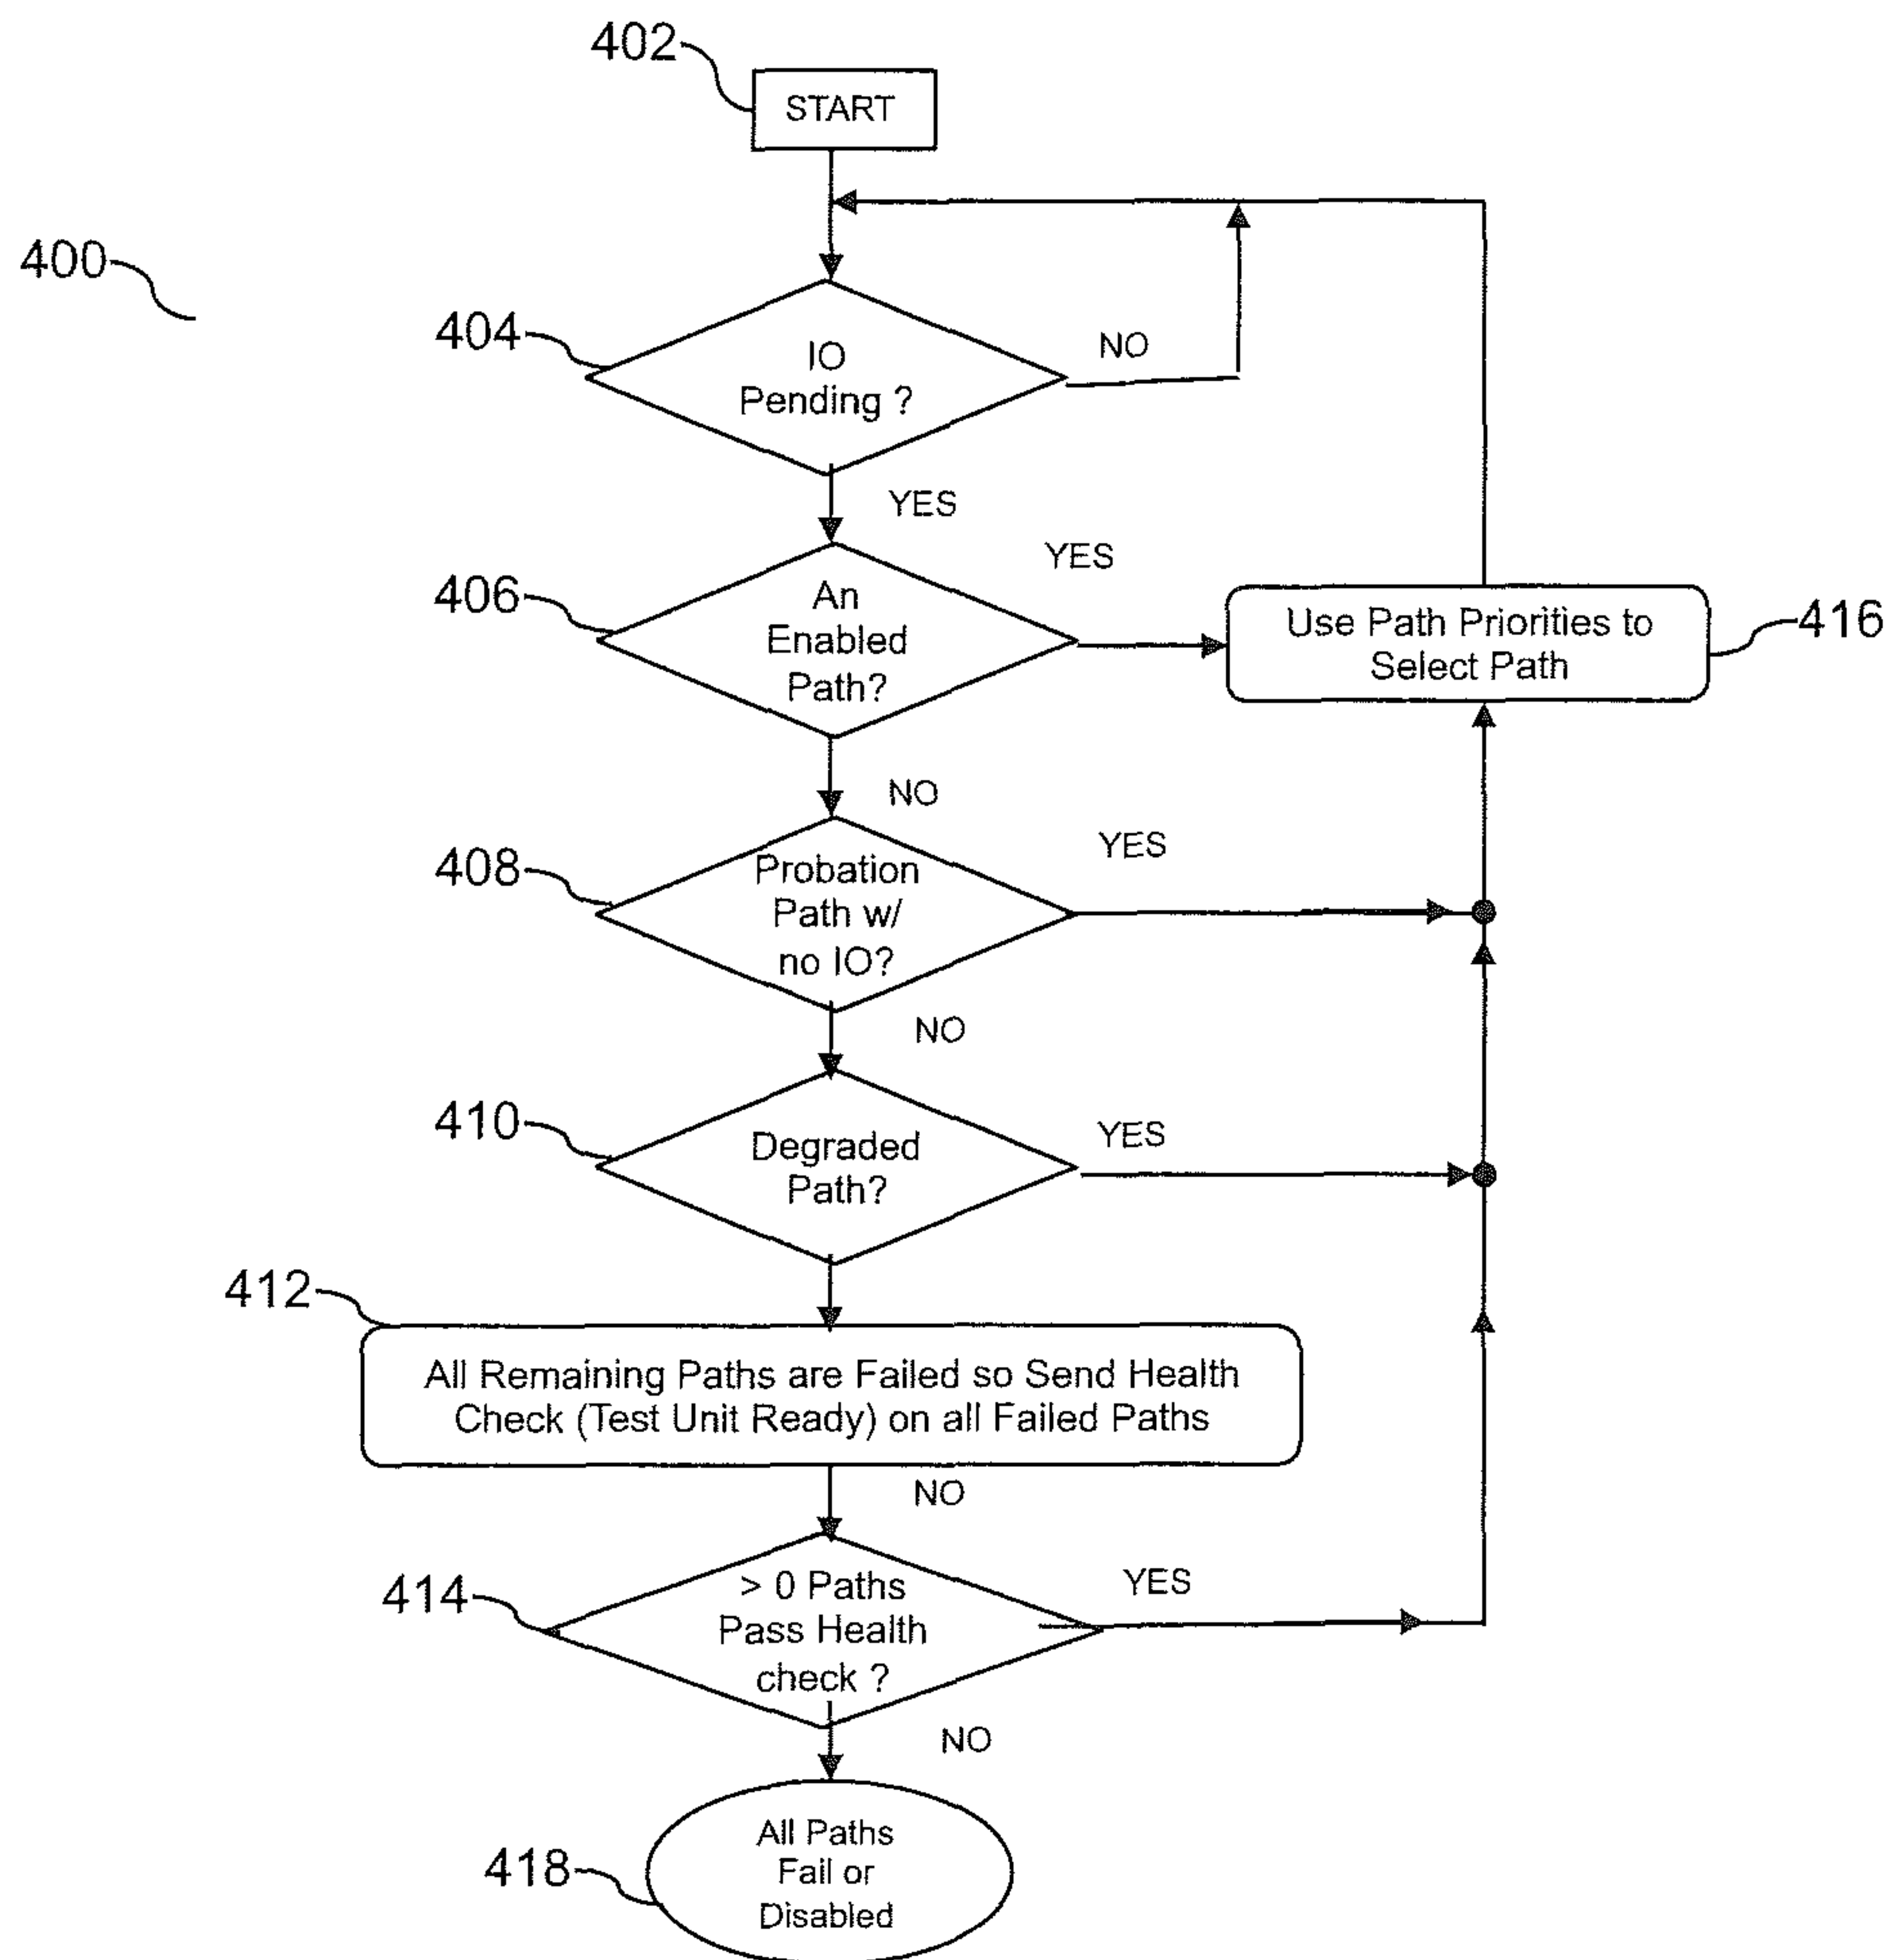 402
START
400
404
IO
Pending ?
NO
YES
406
An
Enabled
Path?
YES
Use Path Priorities to
Select Path
416
NO
408
Probation
Path w/
no IO?
YES
NO
410
Degraded
Path?
YES
412
All Remaining Paths are Failed so Send Health
Check (Test Unit Ready) on all Failed Paths
NO
414
> 0 Paths
Pass Health
check ?
YES
NO
418
All Paths
Fail or
Disabled